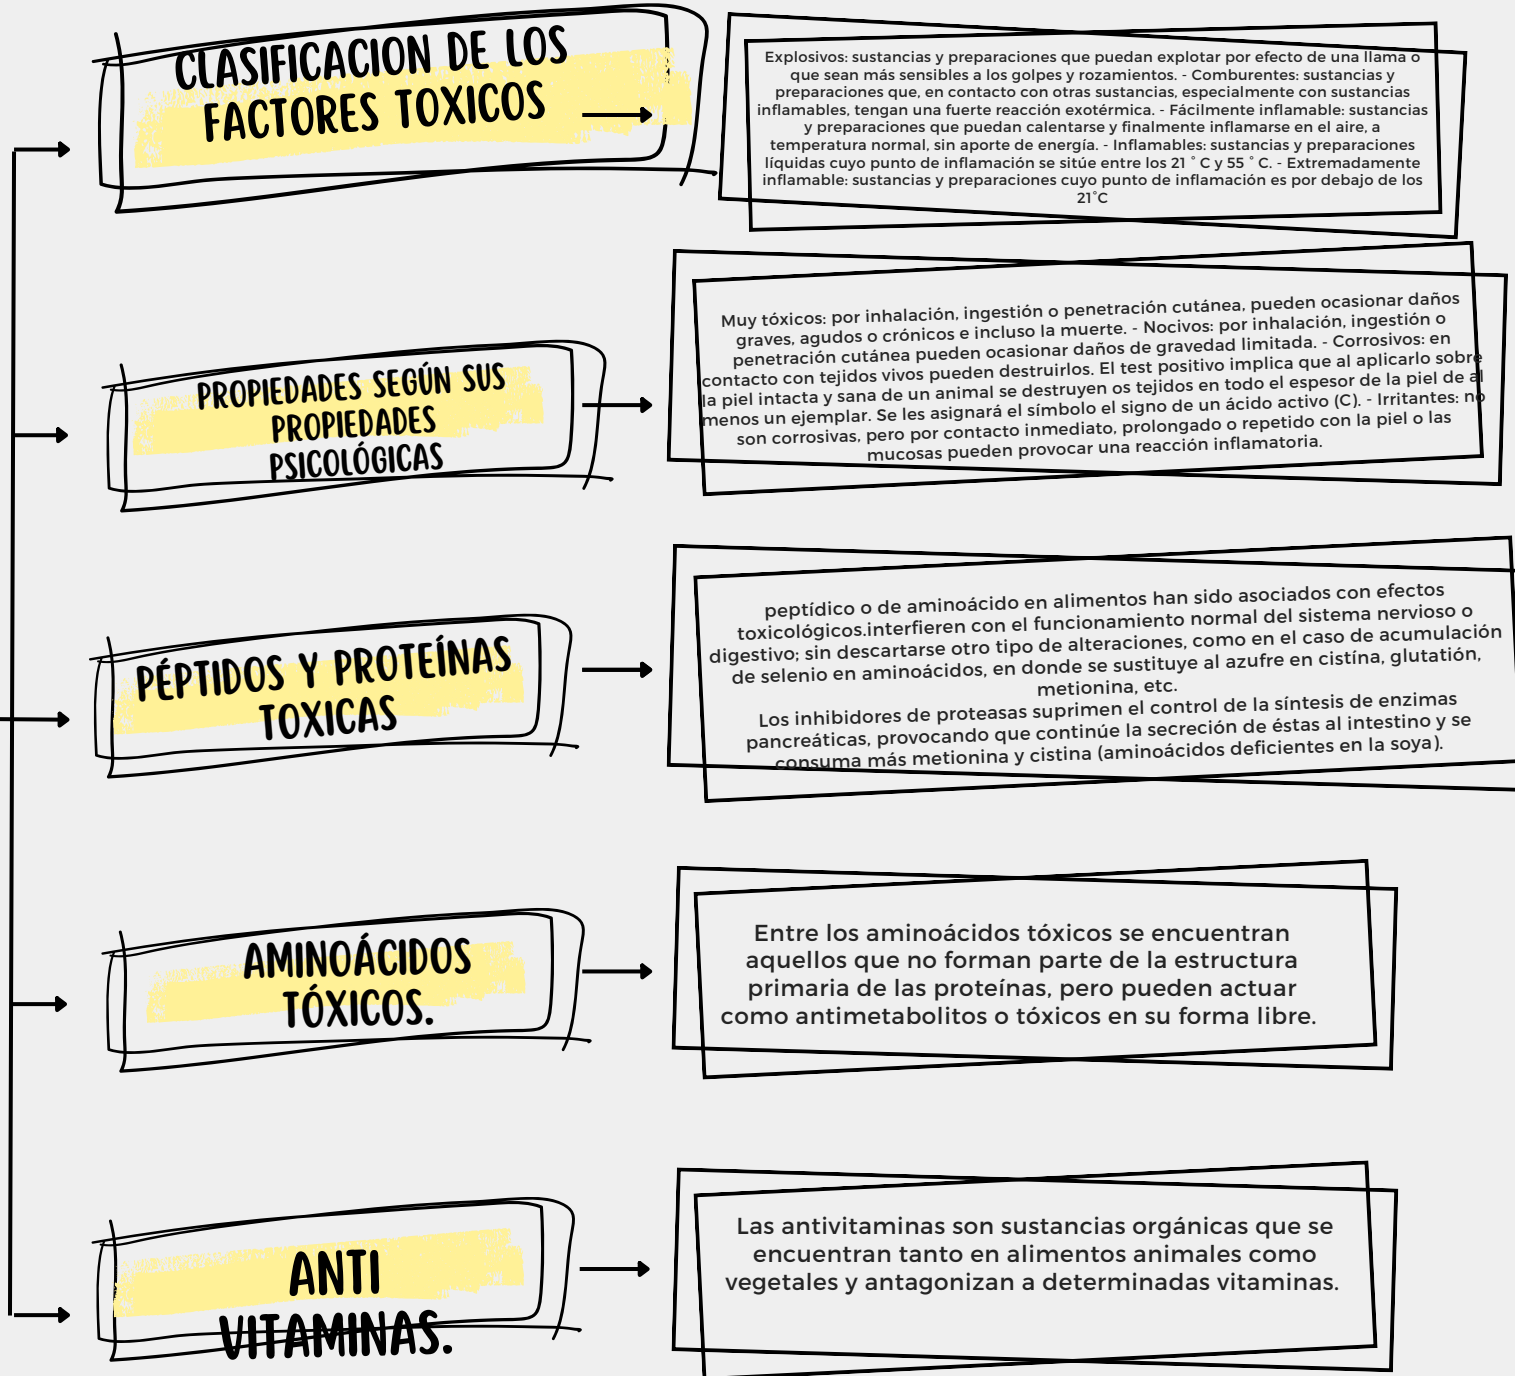 CLASIFICACION DE LOS
FACTORES TOXICOS
Explosivos: sustancias y preparaciones que puedan explotar por efecto de una llama o
que sean más sensibles a los golpes y rozamientos. - Comburentes: sustancias y
preparaciones que, en contacto con otras sustancias, especialmente con sustancias
inflamables, tengan una fuerte reacción exotérmica. - Fácilmente inflamable: sustancias
y preparaciones que puedan calentarse y finalmente inflamarse en el aire, a
temperatura normal, sin aporte de energía. - Inflamables: sustancias y preparaciones
líquidas cuyo punto de inflamación se sitúe entre los 21 ° C y 55 ° C. - Extremadamente
inflamable: sustancias y preparaciones cuyo punto de inflamación es por debajo de los
21°C
PROPIEDADES SEGÚN SUS
PROPIEDADES
PSICOLÓGICAS
Muy tóxicos: por inhalación, ingestión o penetración cutánea, pueden ocasionar daños
graves, agudos o crónicos e incluso la muerte. - Nocivos: por inhalación, ingestión o
penetración cutánea pueden ocasionar daños de gravedad limitada. - Corrosivos: en
contacto con tejidos vivos pueden destruirlos. El test positivo implica que al aplicarlo sobre
la piel intacta y sana de un animal se destruyen os tejidos en todo el espesor de la piel de al
menos un ejemplar. Se les asignará el símbolo el signo de un ácido activo (C). - Irritantes: no
son corrosivas, pero por contacto inmediato, prolongado o repetido con la piel o las
mucosas pueden provocar una reacción inflamatoria.
PÉPTIDOS Y PROTEÍNAS
TOXICAS
peptídico o de aminoácido en alimentos han sido asociados con efectos
toxicológicos.interfieren con el funcionamiento normal del sistema nervioso o
digestivo; sin descartarse otro tipo de alteraciones, como en el caso de acumulación
de selenio en aminoácidos, en donde se sustituye al azufre en cistína, glutatión,
metionina, etc.
Los inhibidores de proteasas suprimen el control de la síntesis de enzimas
pancreáticas, provocando que continúe la secreción de éstas al intestino y se
consuma más metionina y cistina (aminoácidos deficientes en la soya).
AMINOÁCIDOS
TÓXICOS.
Entre los aminoácidos tóxicos se encuentran
aquellos que no forman parte de la estructura
primaria de las proteínas, pero pueden actuar
como antimetabolitos o tóxicos en su forma libre.
ANTI
VITAMINAS.
Las antivitaminas son sustancias orgánicas que se
encuentran tanto en alimentos animales como
vegetales y antagonizan a determinadas vitaminas.